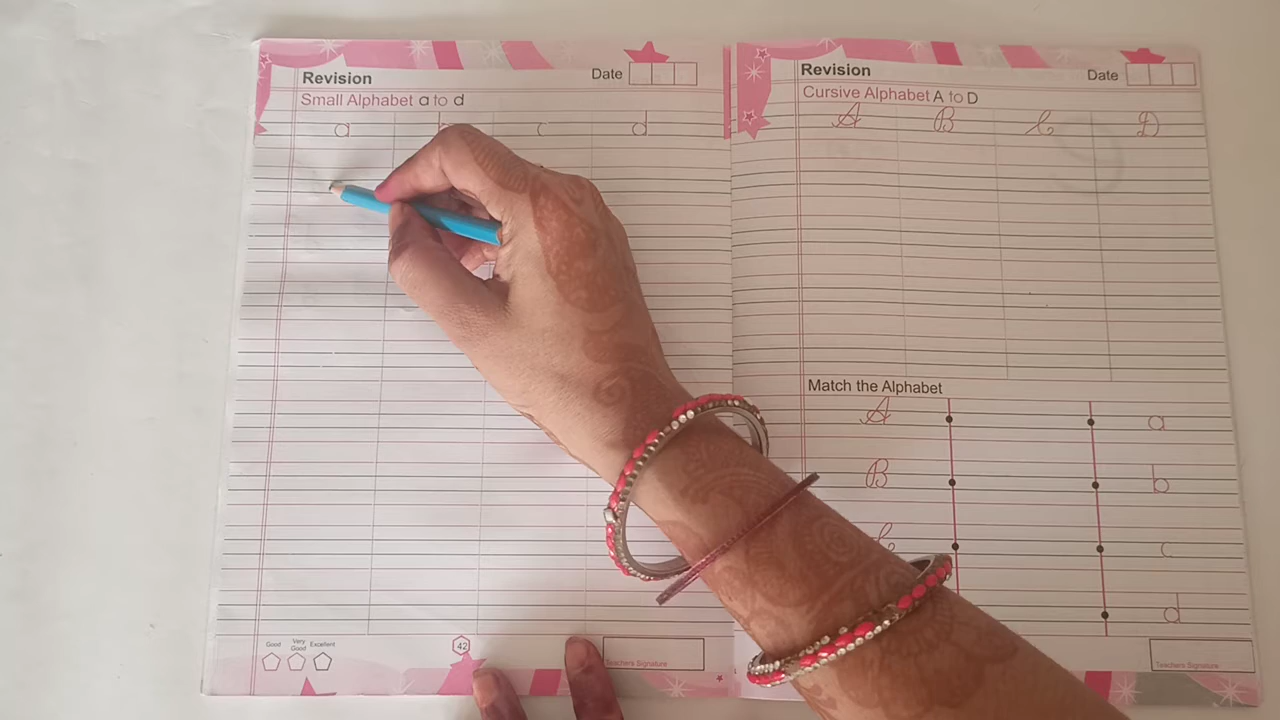 Revision Date
Small Alphabet a to d
a c d
Good Very Good Excellent
42
Teachers Signature
Revision Date
Cursive Alphabet A to D
A B C D
Match the Alphabet
A a
B b
c
d
Teachers Signature